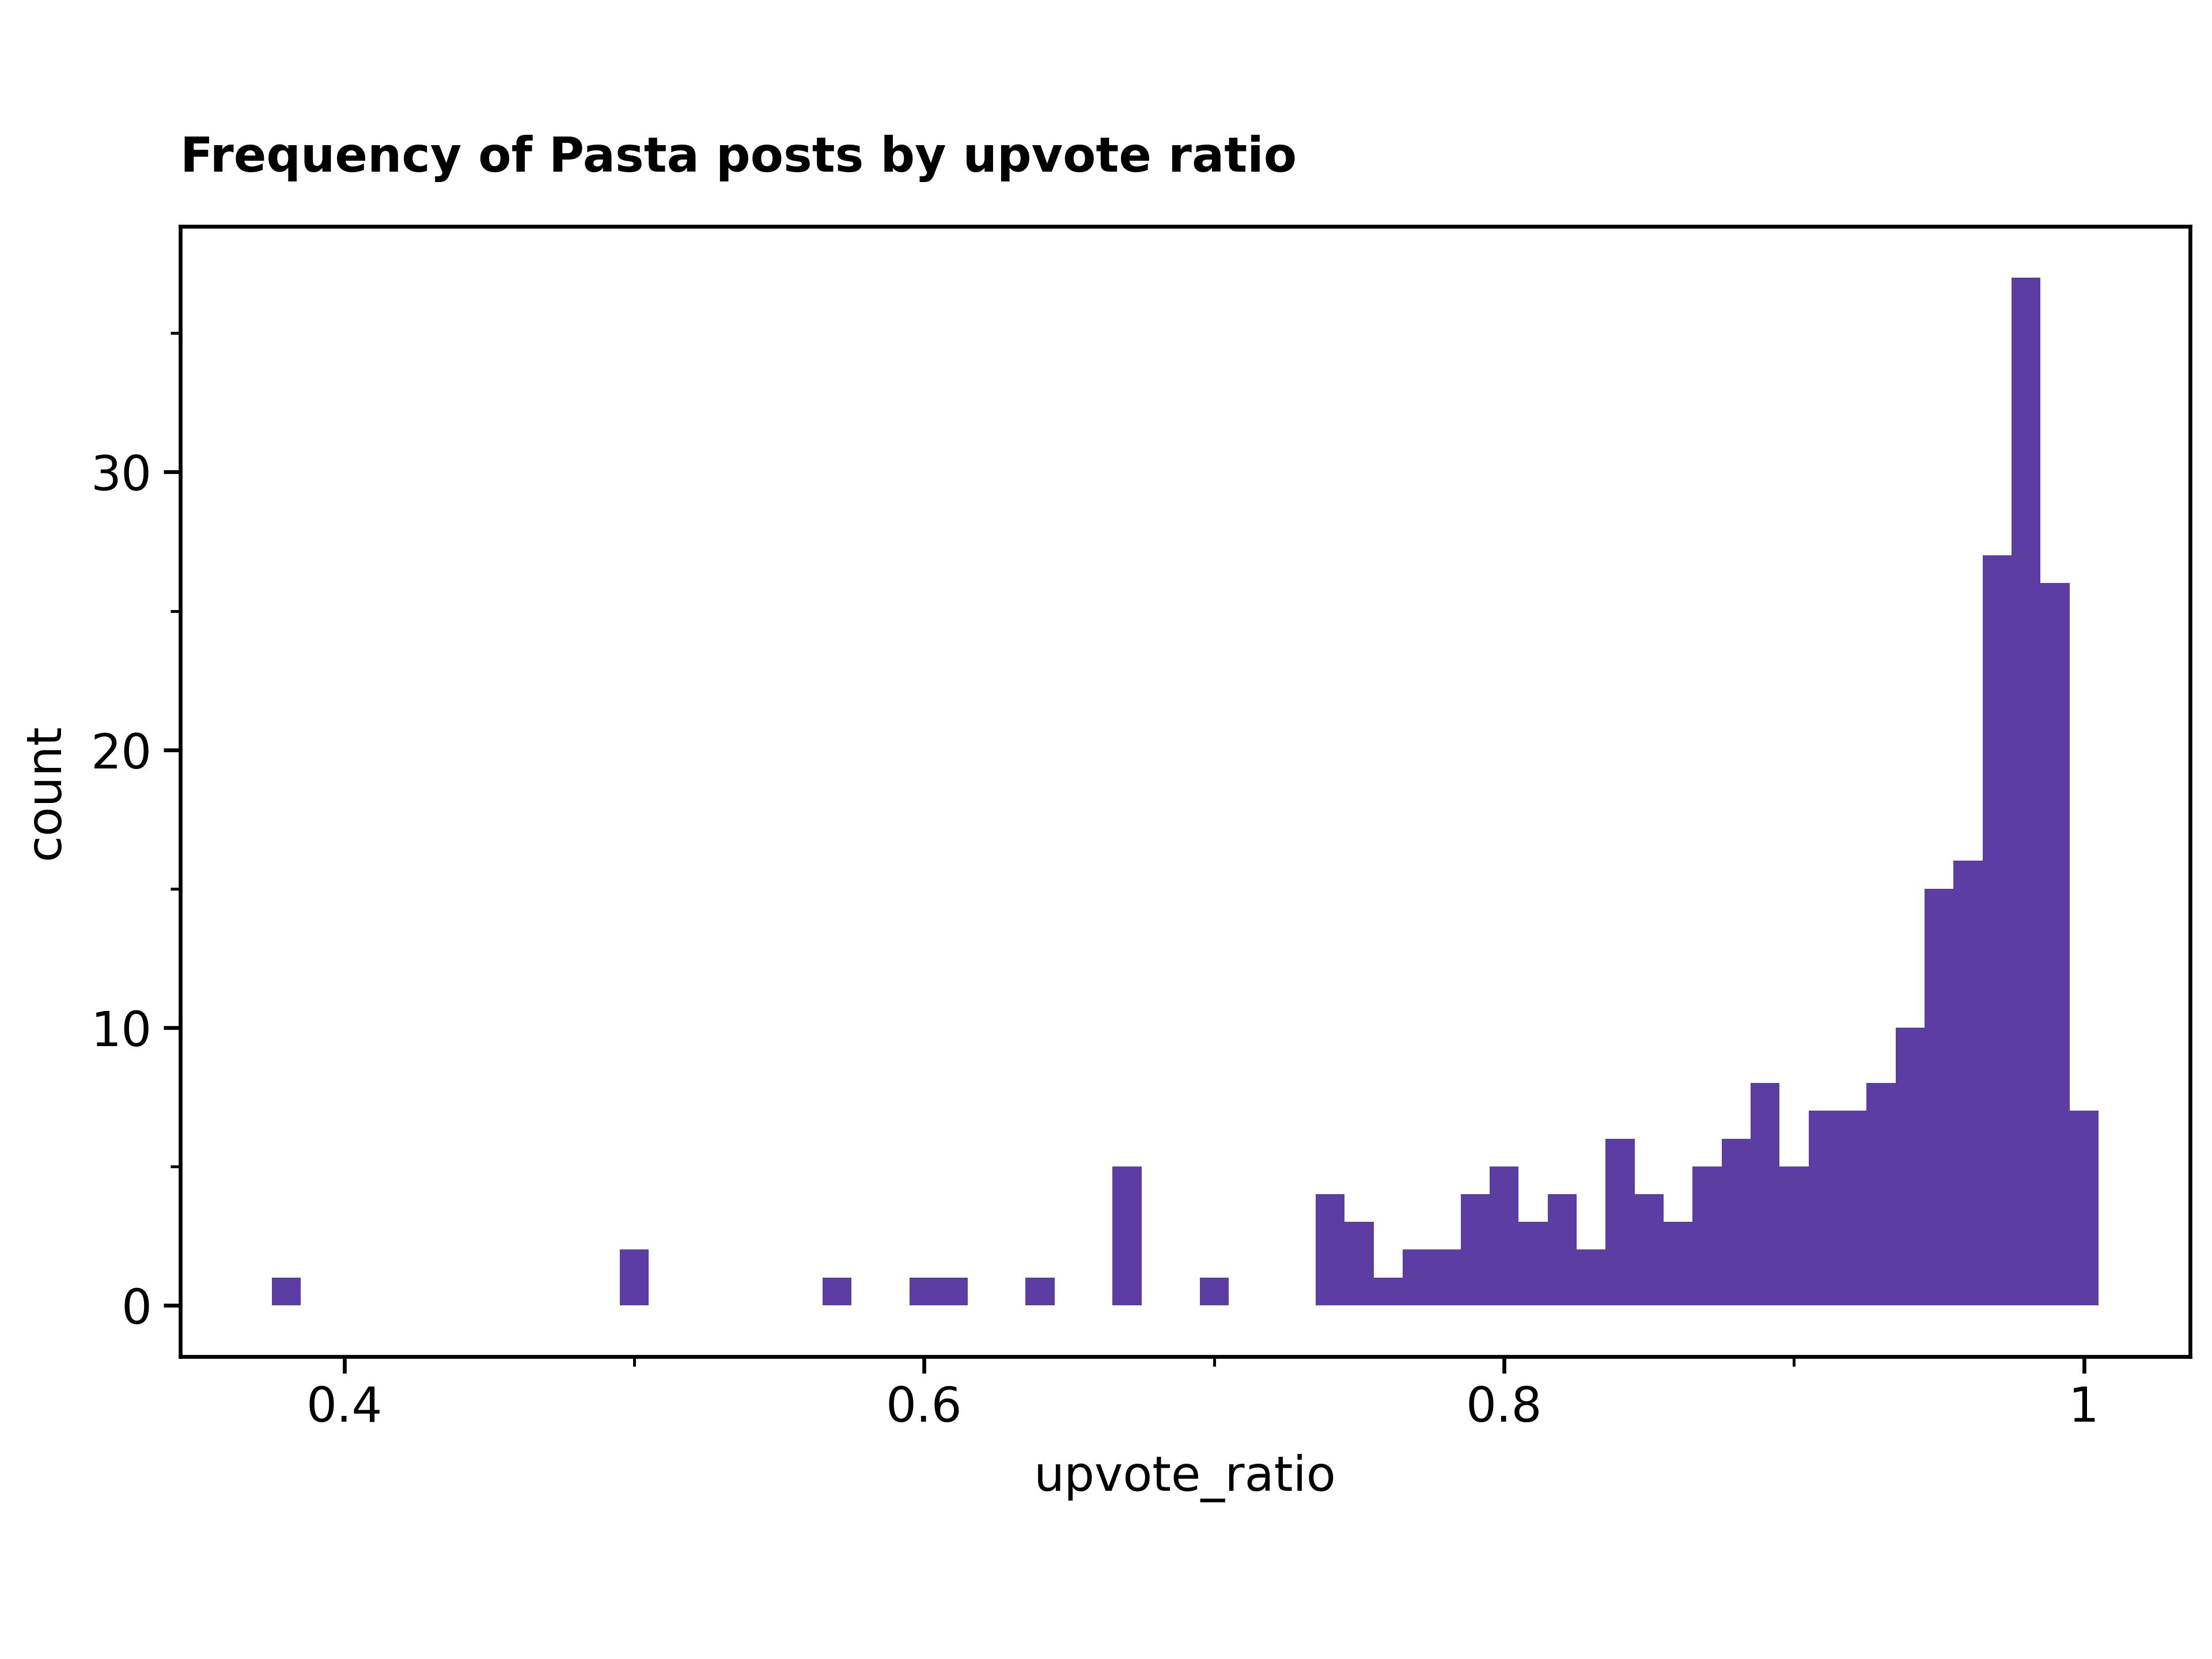 Frequency of Pasta posts by upvote ratio
30
20
10
0
count
0.4 0.6 0.8 1
upvote_ratio